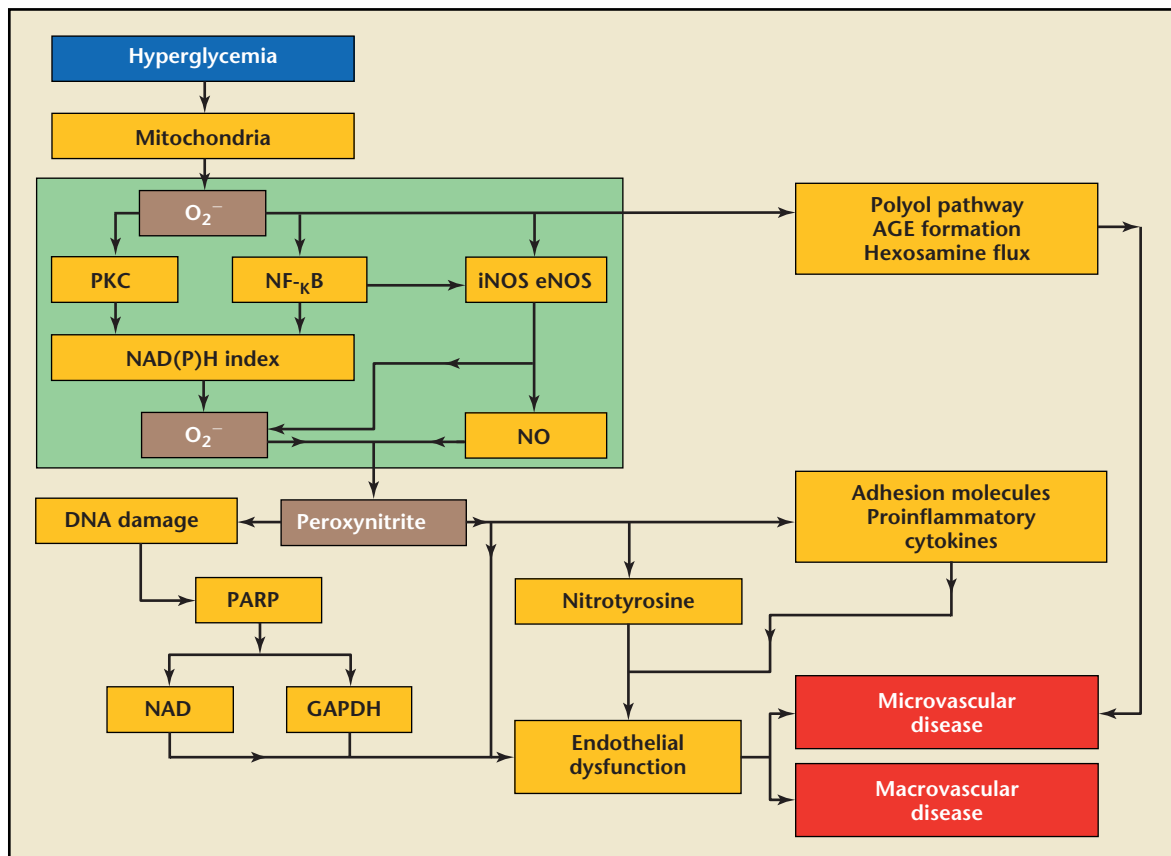 Hyperglycemia
Mitochondria
O₂⁻
Polyol pathway
AGE formation
Hexosamine flux
PKC
NF-κB
iNOS eNOS
NAD(P)H index
O₂⁻
NO
Adhesion molecules
Proinflammatory
cytokines
DNA damage
Peroxynitrite
PARP
Nitrotyrosine
NAD
GAPDH
Endothelial
dysfunction
Microvascular
disease
Macrovascular
disease